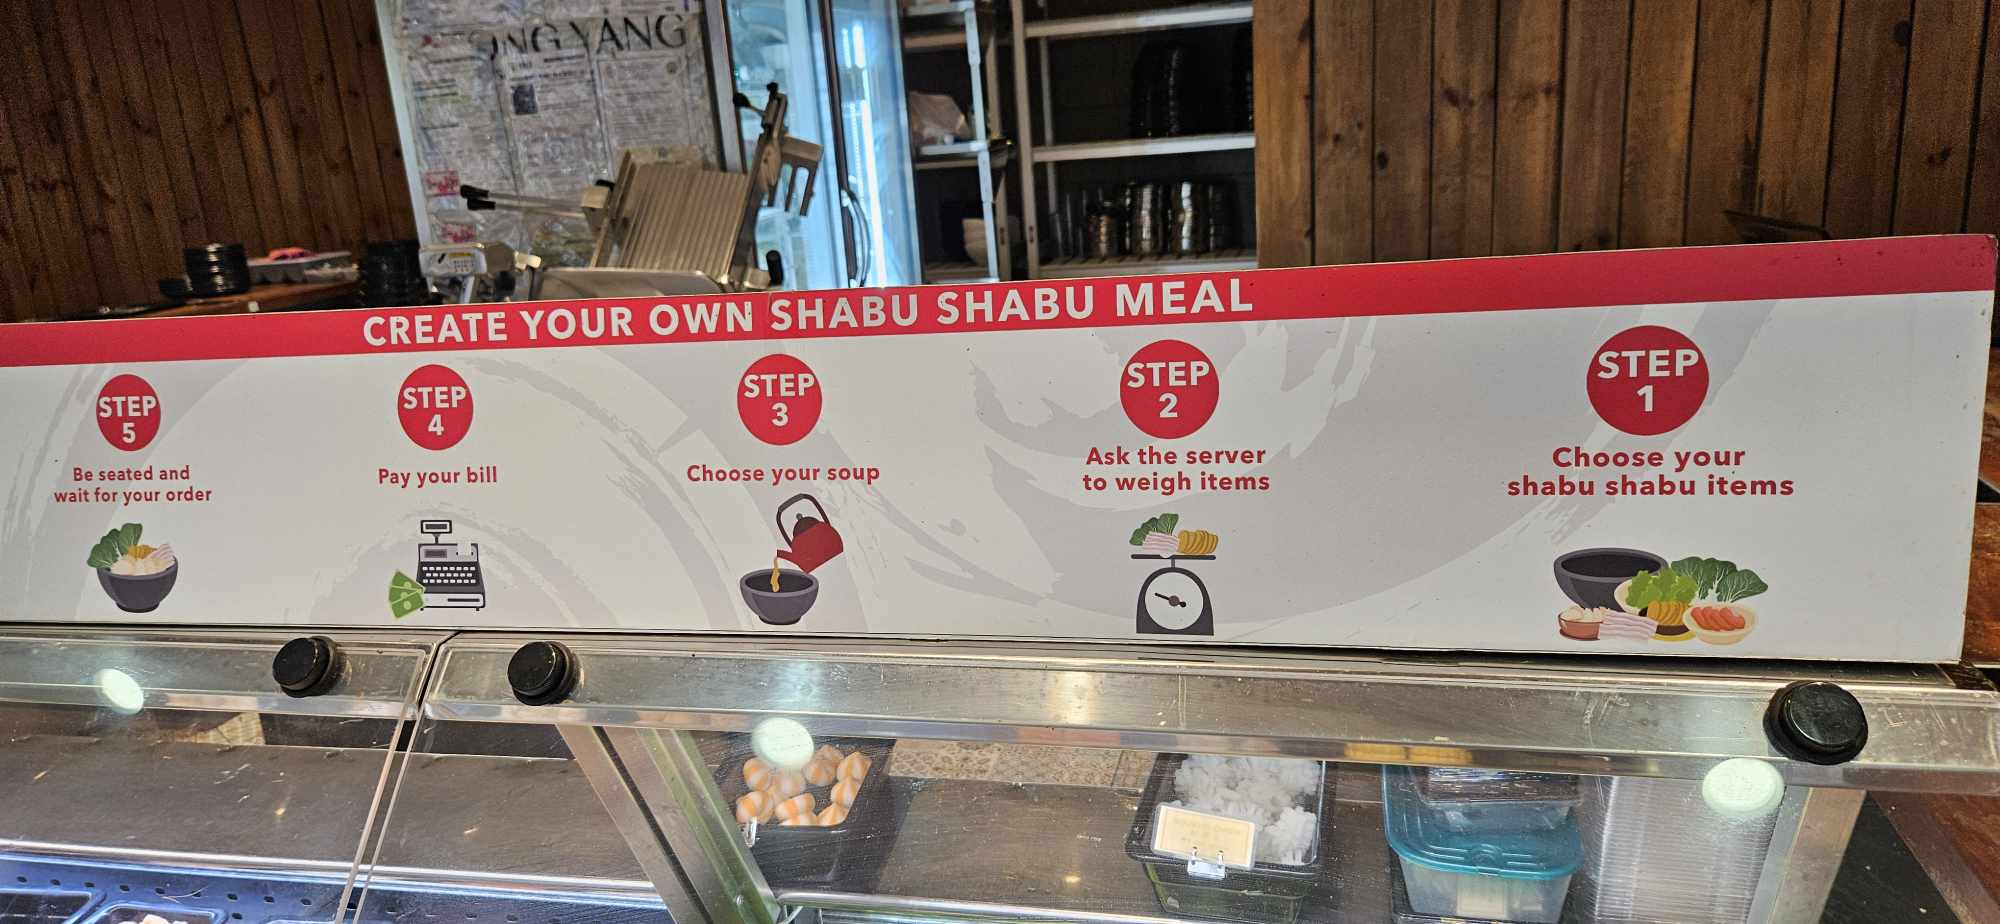 ONG YANG
CREATE YOUR OWN SHABU SHABU MEAL
STEP
5
Be seated and
wait for your order
STEP
4
Pay your bill
STEP
3
Choose your soup
STEP
2
Ask the server
to weigh items
STEP
1
Choose your
shabu shabu items